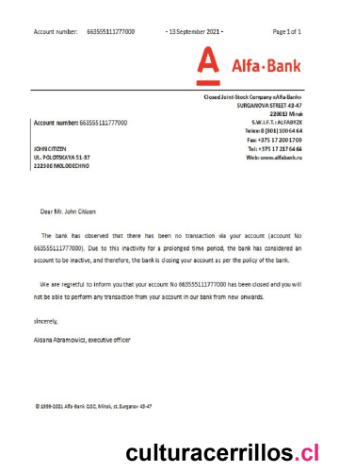 Account number: 663555111777000 - 13 September 2021 - Page 1 of 1
A Alfa·Bank
Closed Joint-Stock Company «Alfa-Bank»
SURGANOVA STREET 43-47
220013 Minsk
Account number: 663555111777000 S.W.I.F.T.: ALFABY2X
Telex: 8 (301) 100 64 64
Fax: +375 17 200 17 00
JOHN CITIZEN Tel: +375 17 217 64 64
UL. POLOTSKAYA 51-37 Web: www.alfabank.ru
222306 MOLODECHNO
Dear Mr. John Citizen
The bank has observed that there has been no transaction via your account (account No
663555111777000). Due to this inactivity for a prolonged time period, the bank has considered an
account to be inactive, and therefore, the bank is closing your account as per the policy of the bank.
We are regretful to inform you that your account No 663555111777000 has been closed and you will
not be able to perform any transaction from your account in our bank from now onwards.
sincerely,
Aksana Abramowicz, executive officer
© 1999-2021 Alfa-Bank OJSC, Minsk, st.Surganov 43-47
culturacerrillos.cl